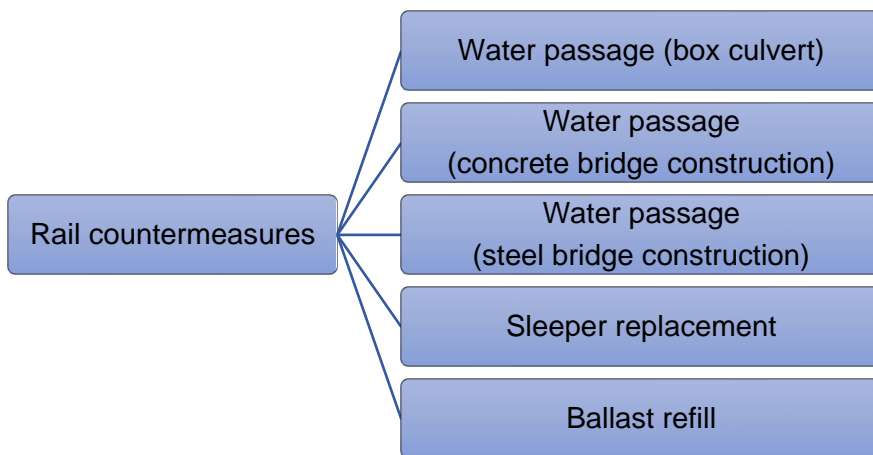 Water passage (box culvert)
Water passage
(concrete bridge construction)
Rail countermeasures
Water passage
(steel bridge construction)
Sleeper replacement
Ballast refill